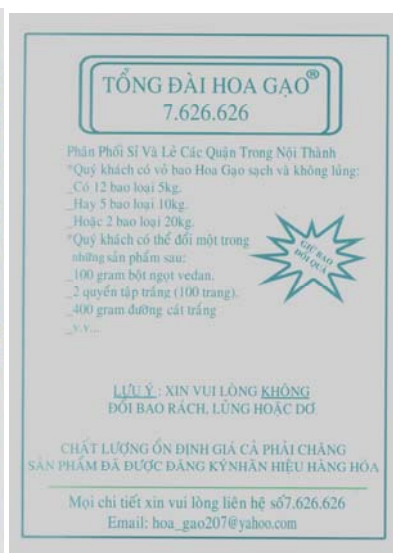 TỔNG ĐÀI HOA GẠO®
7.626.626
Phân Phối Sỉ Và Lẻ Các Quận Trong Nội Thành
*Quý khách có vỏ bao Hoa Gạo sạch và không lủng:
_Có 12 bao loại 5kg.
_Hay 5 bao loại 10kg.
_Hoặc 2 bao loại 20kg.
*Quý khách có thể đổi một trong
những sản phẩm sau:
_100 gram bột ngọt vedan.
_2 quyển tập trắng (100 trang).
_400 gram đường cát trắng
_v.v...
GIỮ BAO
ĐỔI QUÀ
LƯU Ý : XIN VUI LÒNG KHÔNG
ĐỔI BAO RÁCH, LỦNG HOẶC DƠ
CHẤT LƯỢNG ỔN ĐỊNH GIÁ CẢ PHẢI CHĂNG
SẢN PHẨM ĐÃ ĐƯỢC ĐĂNG KÝNHÃN HIỆU HÀNG HÓA
Mọi chi tiết xin vui lòng liên hệ số7.626.626
Email: hoa_gao207@yahoo.com